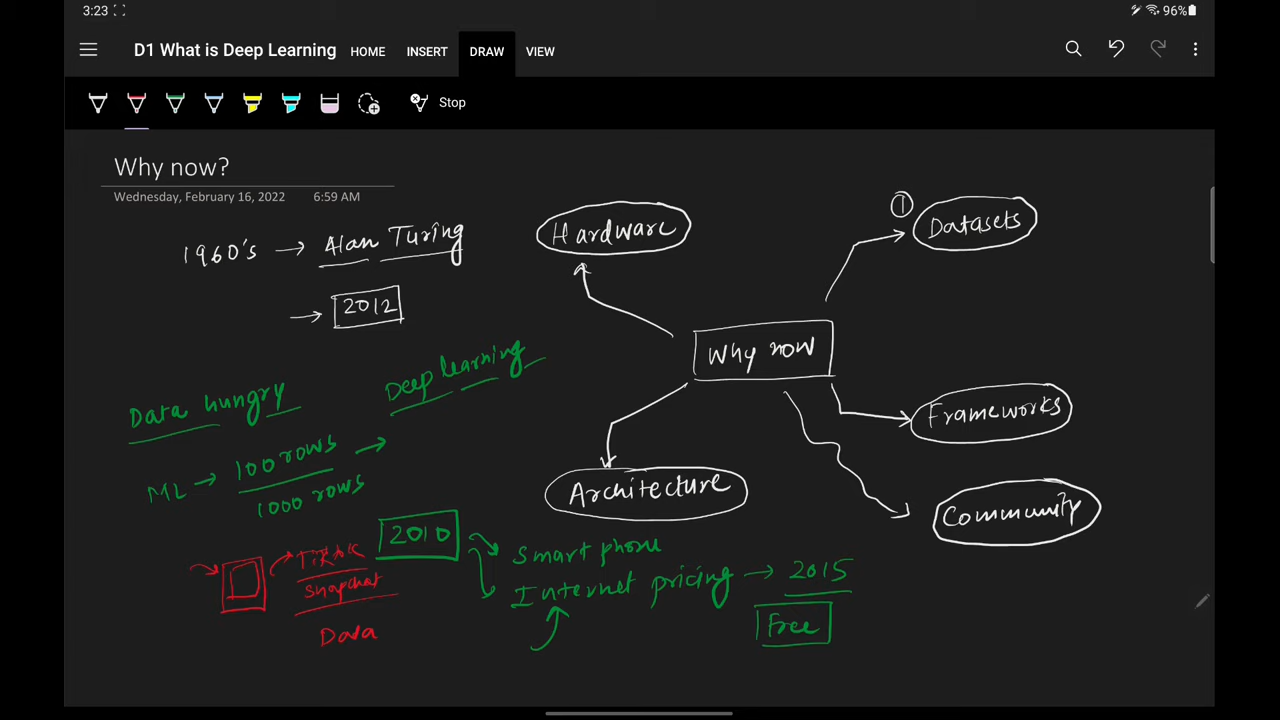 3:23
96%
D1 What is Deep Learning
HOME
INSERT
DRAW
VIEW
Stop
Why now?
Wednesday, February 16, 2022 6:59 AM
1960's → Alan Turing
→ 2012
Hardware
① Datasets
Why now
Frameworks
Architecture
Community
Data hungry
Deep learning
ML → 100 rows →
1000 rows
2010
Smart phone
Internet pricing → 2015
Free
Tiktok
Snapchat
Data